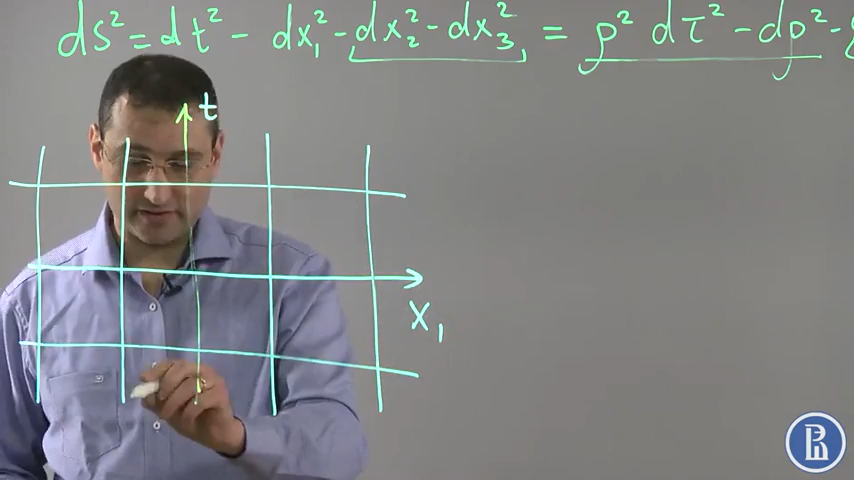 ds² = dt² - dx₁² - dx₂² - dx₃² = ρ² dτ² - dρ² -
t
x₁